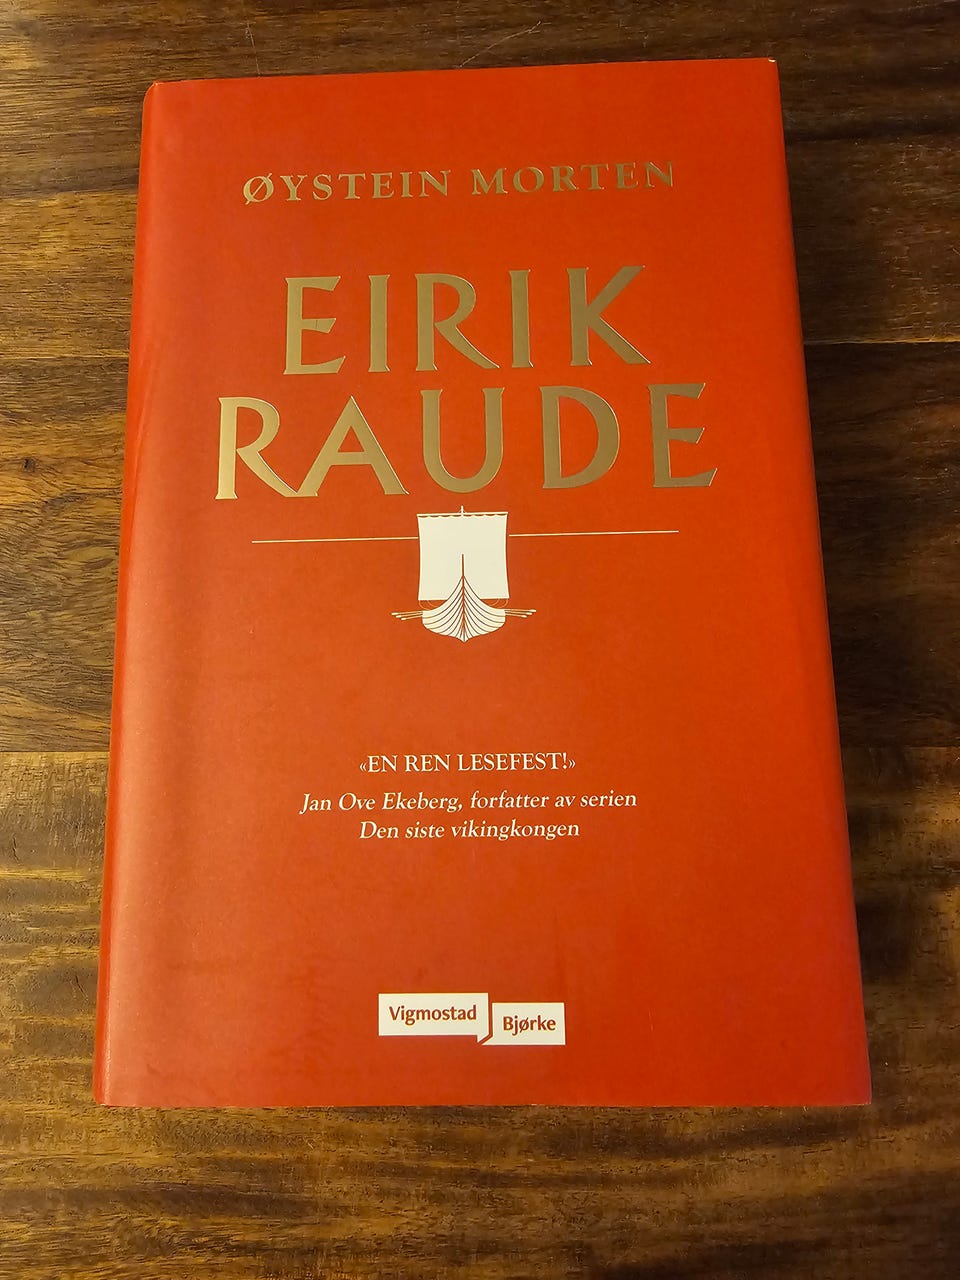 ØYSTEIN MORTEN
EIRIK
RAUDE
«EN REN LESEFEST!»
Jan Ove Ekeberg, forfatter av serien
Den siste vikingkongen
Vigmostad
Bjørke